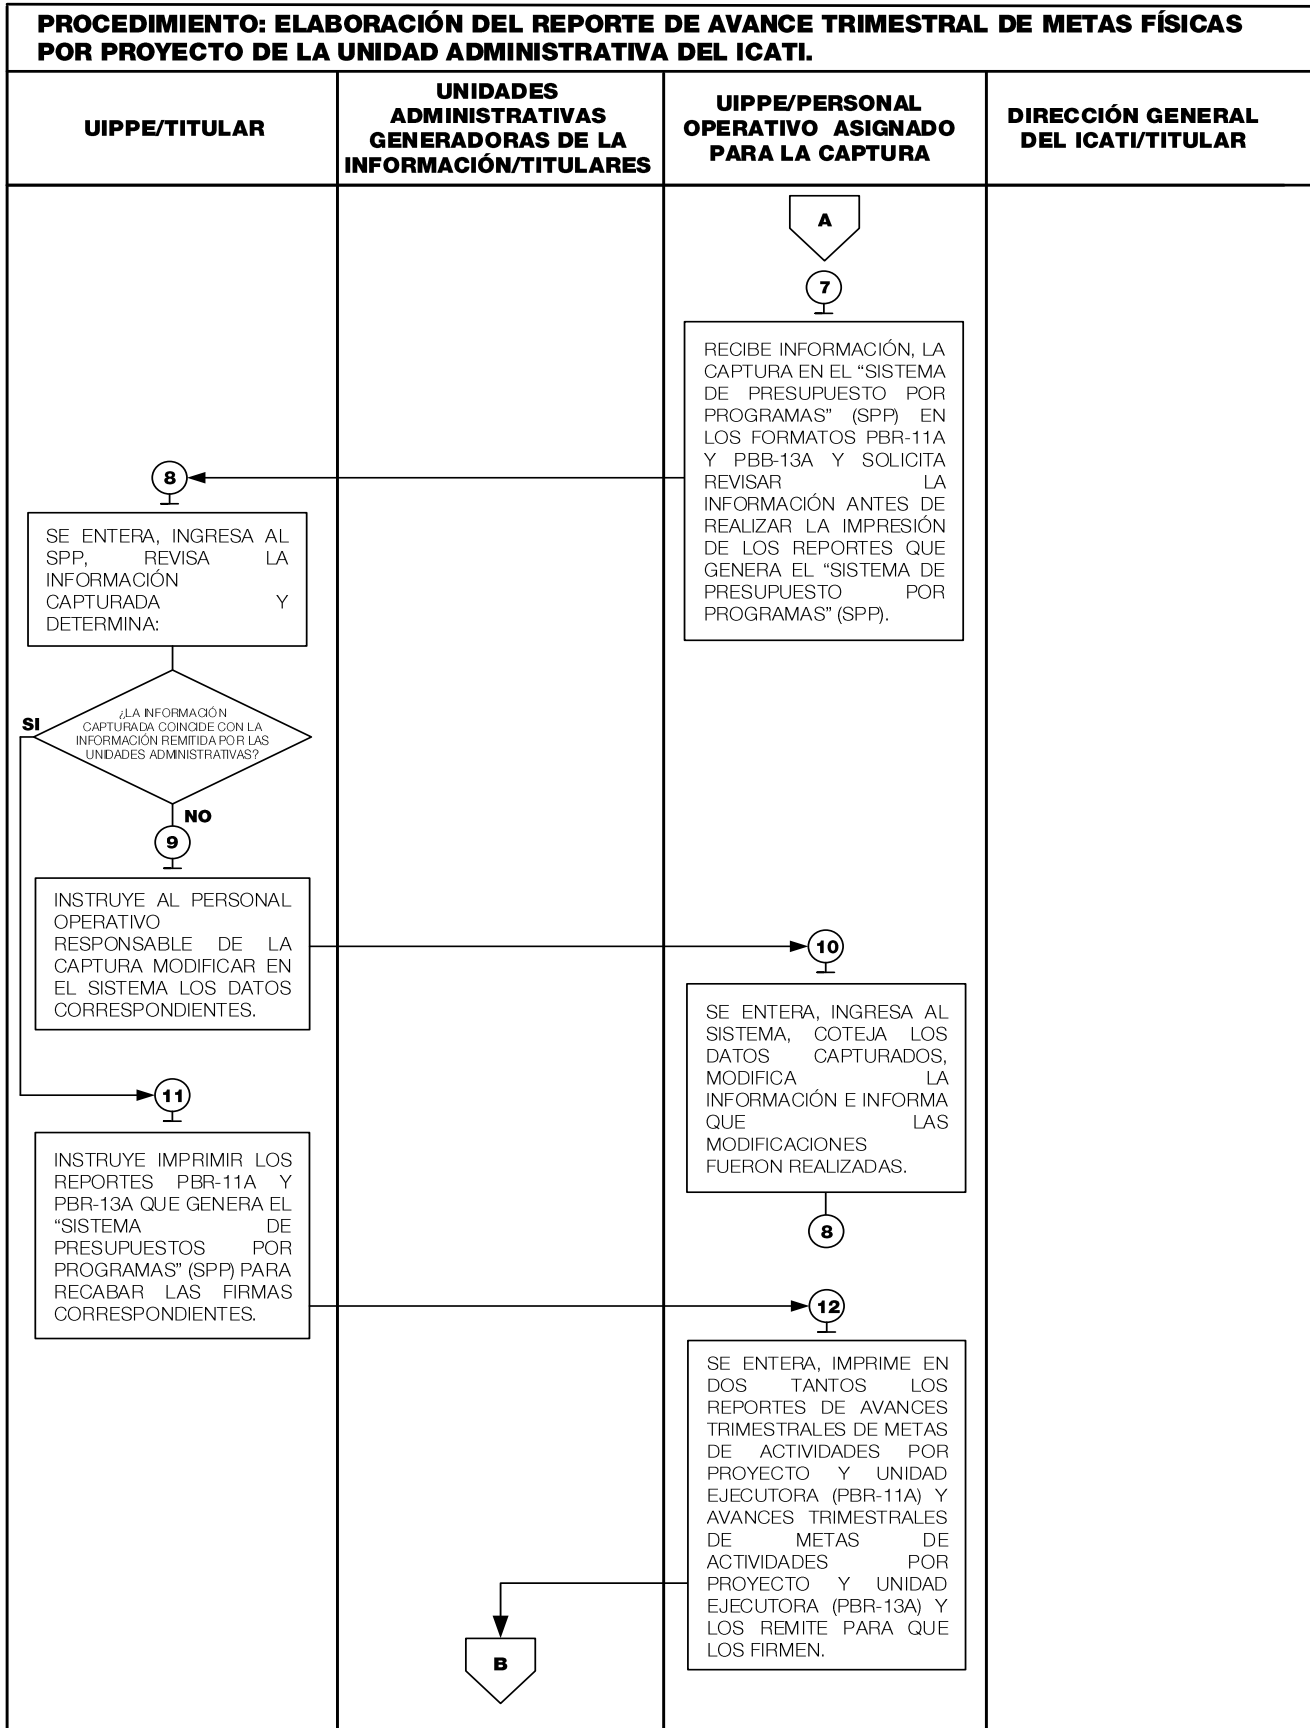 PROCEDIMIENTO: ELABORACIÓN DEL REPORTE DE AVANCE TRIMESTRAL DE METAS FÍSICAS
POR PROYECTO DE LA UNIDAD ADMINISTRATIVA DEL ICATI.
UIPPE/TITULAR
UNIDADES
ADMINISTRATIVAS
GENERADORAS DE LA
INFORMACIÓN/TITULARES
UIPPE/PERSONAL
OPERATIVO ASIGNADO
PARA LA CAPTURA
DIRECCIÓN GENERAL
DEL ICATI/TITULAR
A
7
RECIBE INFORMACIÓN, LA
CAPTURA EN EL “SISTEMA
DE PRESUPUESTO POR
PROGRAMAS” (SPP) EN
LOS FORMATOS PBR-11A
Y PBB-13A Y SOLICITA
REVISAR LA
INFORMACIÓN ANTES DE
REALIZAR LA IMPRESIÓN
DE LOS REPORTES QUE
GENERA EL “SISTEMA DE
PRESUPUESTO POR
PROGRAMAS” (SPP).
8
SE ENTERA, INGRESA AL
SPP, REVISA LA
INFORMACIÓN
CAPTURADA Y
DETERMINA:
¿LA INFORMACIÓN
CAPTURADA COINCIDE CON LA
INFORMACIÓN REMITIDA POR LAS
UNIDADES ADMINISTRATIVAS?
SI
NO
9
INSTRUYE AL PERSONAL
OPERATIVO
RESPONSABLE DE LA
CAPTURA MODIFICAR EN
EL SISTEMA LOS DATOS
CORRESPONDIENTES.
10
SE ENTERA, INGRESA AL
SISTEMA, COTEJA LOS
DATOS CAPTURADOS,
MODIFICA LA
INFORMACIÓN E INFORMA
QUE LAS
MODIFICACIONES
FUERON REALIZADAS.
8
11
INSTRUYE IMPRIMIR LOS
REPORTES PBR-11A Y
PBR-13A QUE GENERA EL
“SISTEMA DE
PRESUPUESTOS POR
PROGRAMAS” (SPP) PARA
RECABAR LAS FIRMAS
CORRESPONDIENTES.
12
SE ENTERA, IMPRIME EN
DOS TANTOS LOS
REPORTES DE AVANCES
TRIMESTRALES DE METAS
DE ACTIVIDADES POR
PROYECTO Y UNIDAD
EJECUTORA (PBR-11A) Y
AVANCES TRIMESTRALES
DE METAS DE
ACTIVIDADES POR
PROYECTO Y UNIDAD
EJECUTORA (PBR-13A) Y
LOS REMITE PARA QUE
LOS FIRMEN.
B